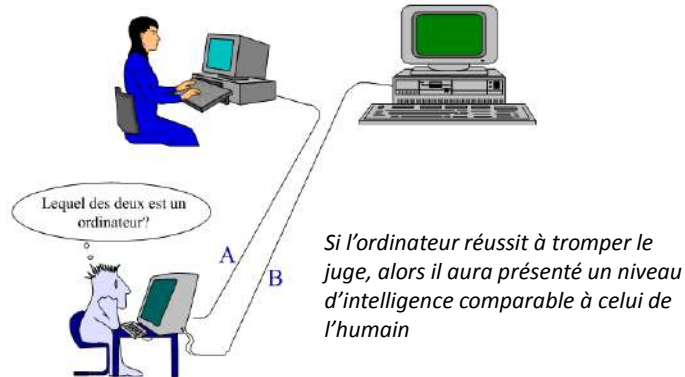 Lequel des deux est un
ordinateur?
A
B
Si l’ordinateur réussit à tromper le
juge, alors il aura présenté un niveau
d’intelligence comparable à celui de
l’humain